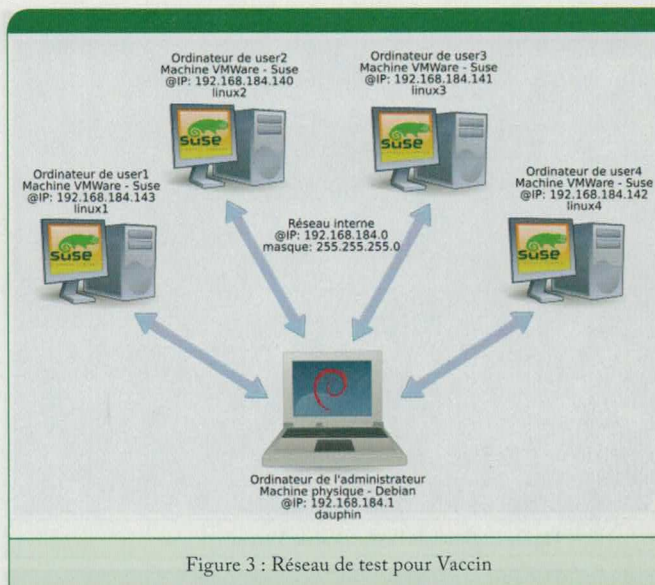 Ordinateur de user2
Machine VMWare - Suse
@IP: 192.168.184.140
linux2
Ordinateur de user3
Machine VMWare - Suse
@IP: 192.168.184.141
linux3
Ordinateur de user1
Machine VMWare - Suse
@IP: 192.168.184.143
linux1
Ordinateur de user4
Machine VMWare - Suse
@IP: 192.168.184.142
linux4
suse
suse
suse
suse
Réseau interne
@IP: 192.168.184.0
masque: 255.255.255.0
Ordinateur de l'administrateur
Machine physique - Debian
@IP: 192.168.184.1
dauphin
Figure 3 : Réseau de test pour Vaccin